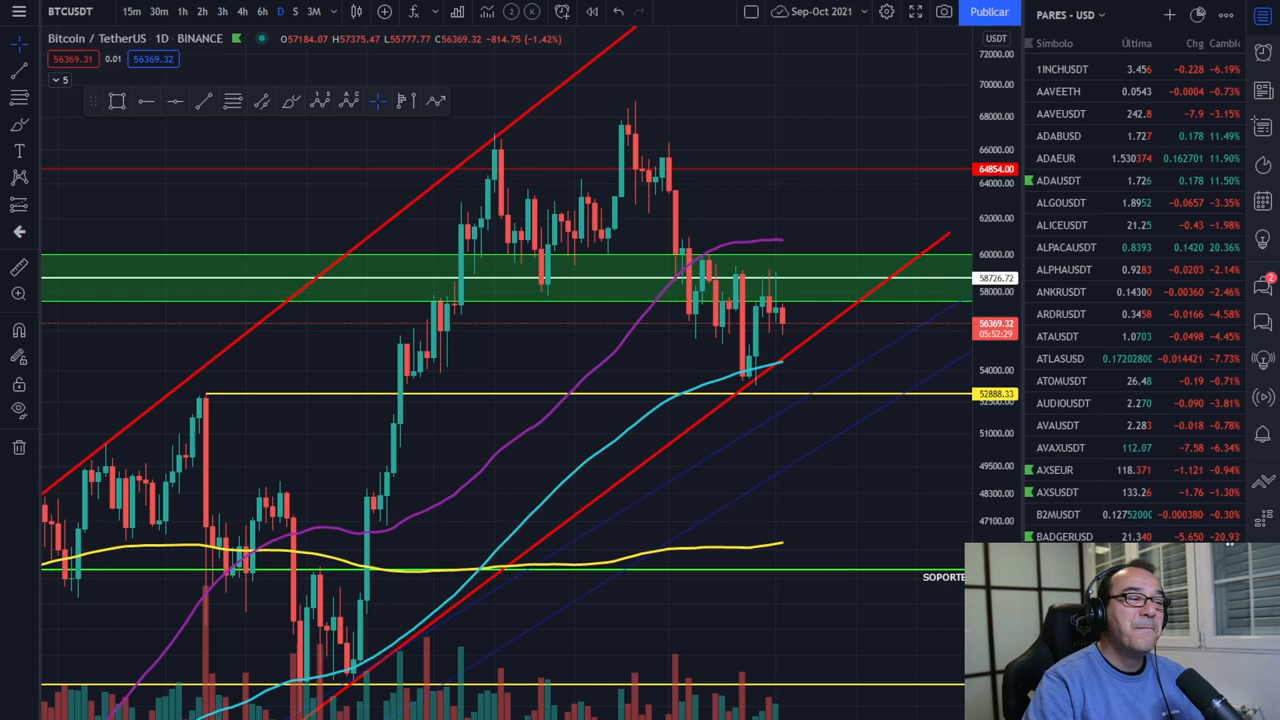 BTCUSDT 15m 30m 1h 2h 3h 4h 6h D S 3M Sep-Oct 2021 Publicar
PARES - USD
Bitcoin / TetherUS · 1D · BINANCE O57184.07 H57375.47 L55777.77 C56369.32 -814.75 (-1.42%)
USDT
56369.31 0.01 56369.32
5
72000.00
70000.00
68000.00
66000.00
64854.00
64000.00
62000.00
60000.00
58726.72
58000.00
56369.32
05:52:29
54000.00
52888.33
51000.00
49500.00
48300.00
47100.00
SOPORTE
Símbolo Última Chg Cambi
1INCHUSDT 3.456 -0.228 -6.19%
AAVEETH 0.0543 -0.0004 -0.73%
AAVEUSDT 242.8 -7.9 -3.15%
ADABUSD 1.727 0.178 11.49%
ADAEUR 1.530374 0.162701 11.90%
ADAUSDT 1.726 0.178 11.50%
ALGOUSDT 1.8952 -0.0657 -3.35%
ALICEUSDT 21.25 -0.43 -1.98%
ALPACAUSDT 0.8393 0.1420 20.36%
ALPHAUSDT 0.9283 -0.0203 -2.14%
ANKRUSDT 0.14300 -0.00360 -2.46%
ARDRUSDT 0.3458 -0.0166 -4.58%
ATAUSDT 1.0703 -0.0498 -4.45%
ATLASUSD 0.1720280 -0.014421 -7.73%
ATOMUSDT 26.48 -0.19 -0.71%
AUDIOUSDT 2.270 -0.090 -3.81%
AVAUSDT 2.283 -0.018 -0.78%
AVAXUSDT 112.07 -7.58 -6.34%
AXSEUR 118.371 -1.121 -0.94%
AXSUSDT 133.26 -1.76 -1.30%
B2MUSDT 0.1275200 -0.000380 -0.30%
BADGERUSD 21.340 -5.650 -20.93
2